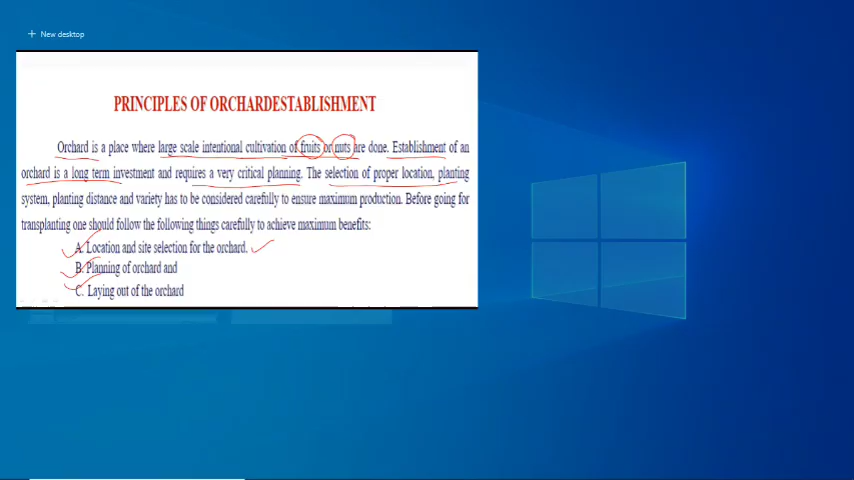 New desktop
PRINCIPLES OF ORCHARDESTABLISHMENT
Orchard is a place where large scale intentional cultivation of fruits or nuts are done. Establishment of an
orchard is a long term investment and requires a very critical planning. The selection of proper location, planting
system, planting distance and variety has to be considered carefully to ensure maximum production. Before going for
transplanting one should follow the following things carefully to achieve maximum benefits:
A. Location and site selection for the orchard.
B. Planning of orchard and
C. Laying out of the orchard